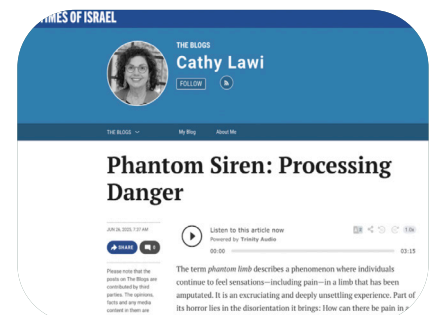 TIMES OF ISRAEL
THE BLOGS
Cathy Lawi
FOLLOW
THE BLOGS
My Blog
About Me
Phantom Siren: Processing
Danger
JUN 26, 2025, 7:27 AM
SHARE
0
Listen to this article now
Powered by Trinity Audio
1.0x
00:00
03:15
Please note that the
posts on The Blogs are
contributed by third
parties. The opinions,
facts and any media
content in them are
The term phantom limb describes a phenomenon where individuals
continue to feel sensations—including pain—in a limb that has been
amputated. It is an excruciating and deeply unsettling experience. Part of
its horror lies in the disorientation it brings: How can there be pain in